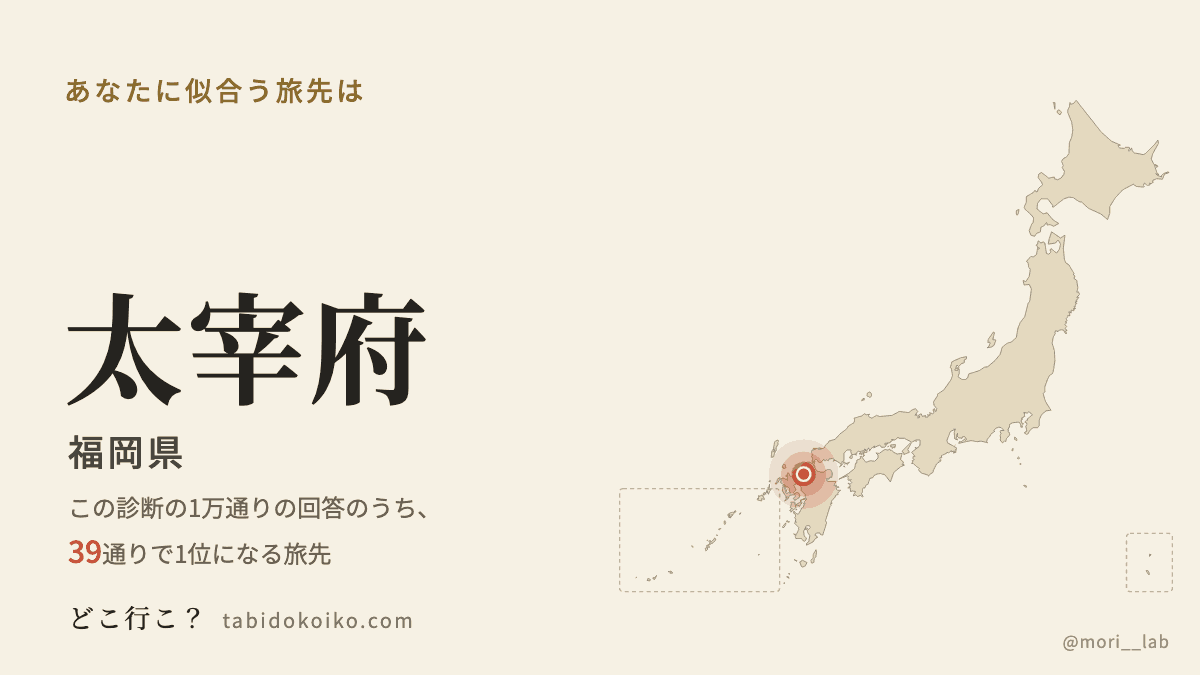 あなたに似合う旅先は
太宰府
福岡県
この診断の1万通りの回答のうち、
39通りで1位になる旅先
どこ行こ？ tabidokoiko.com
@mori__lab